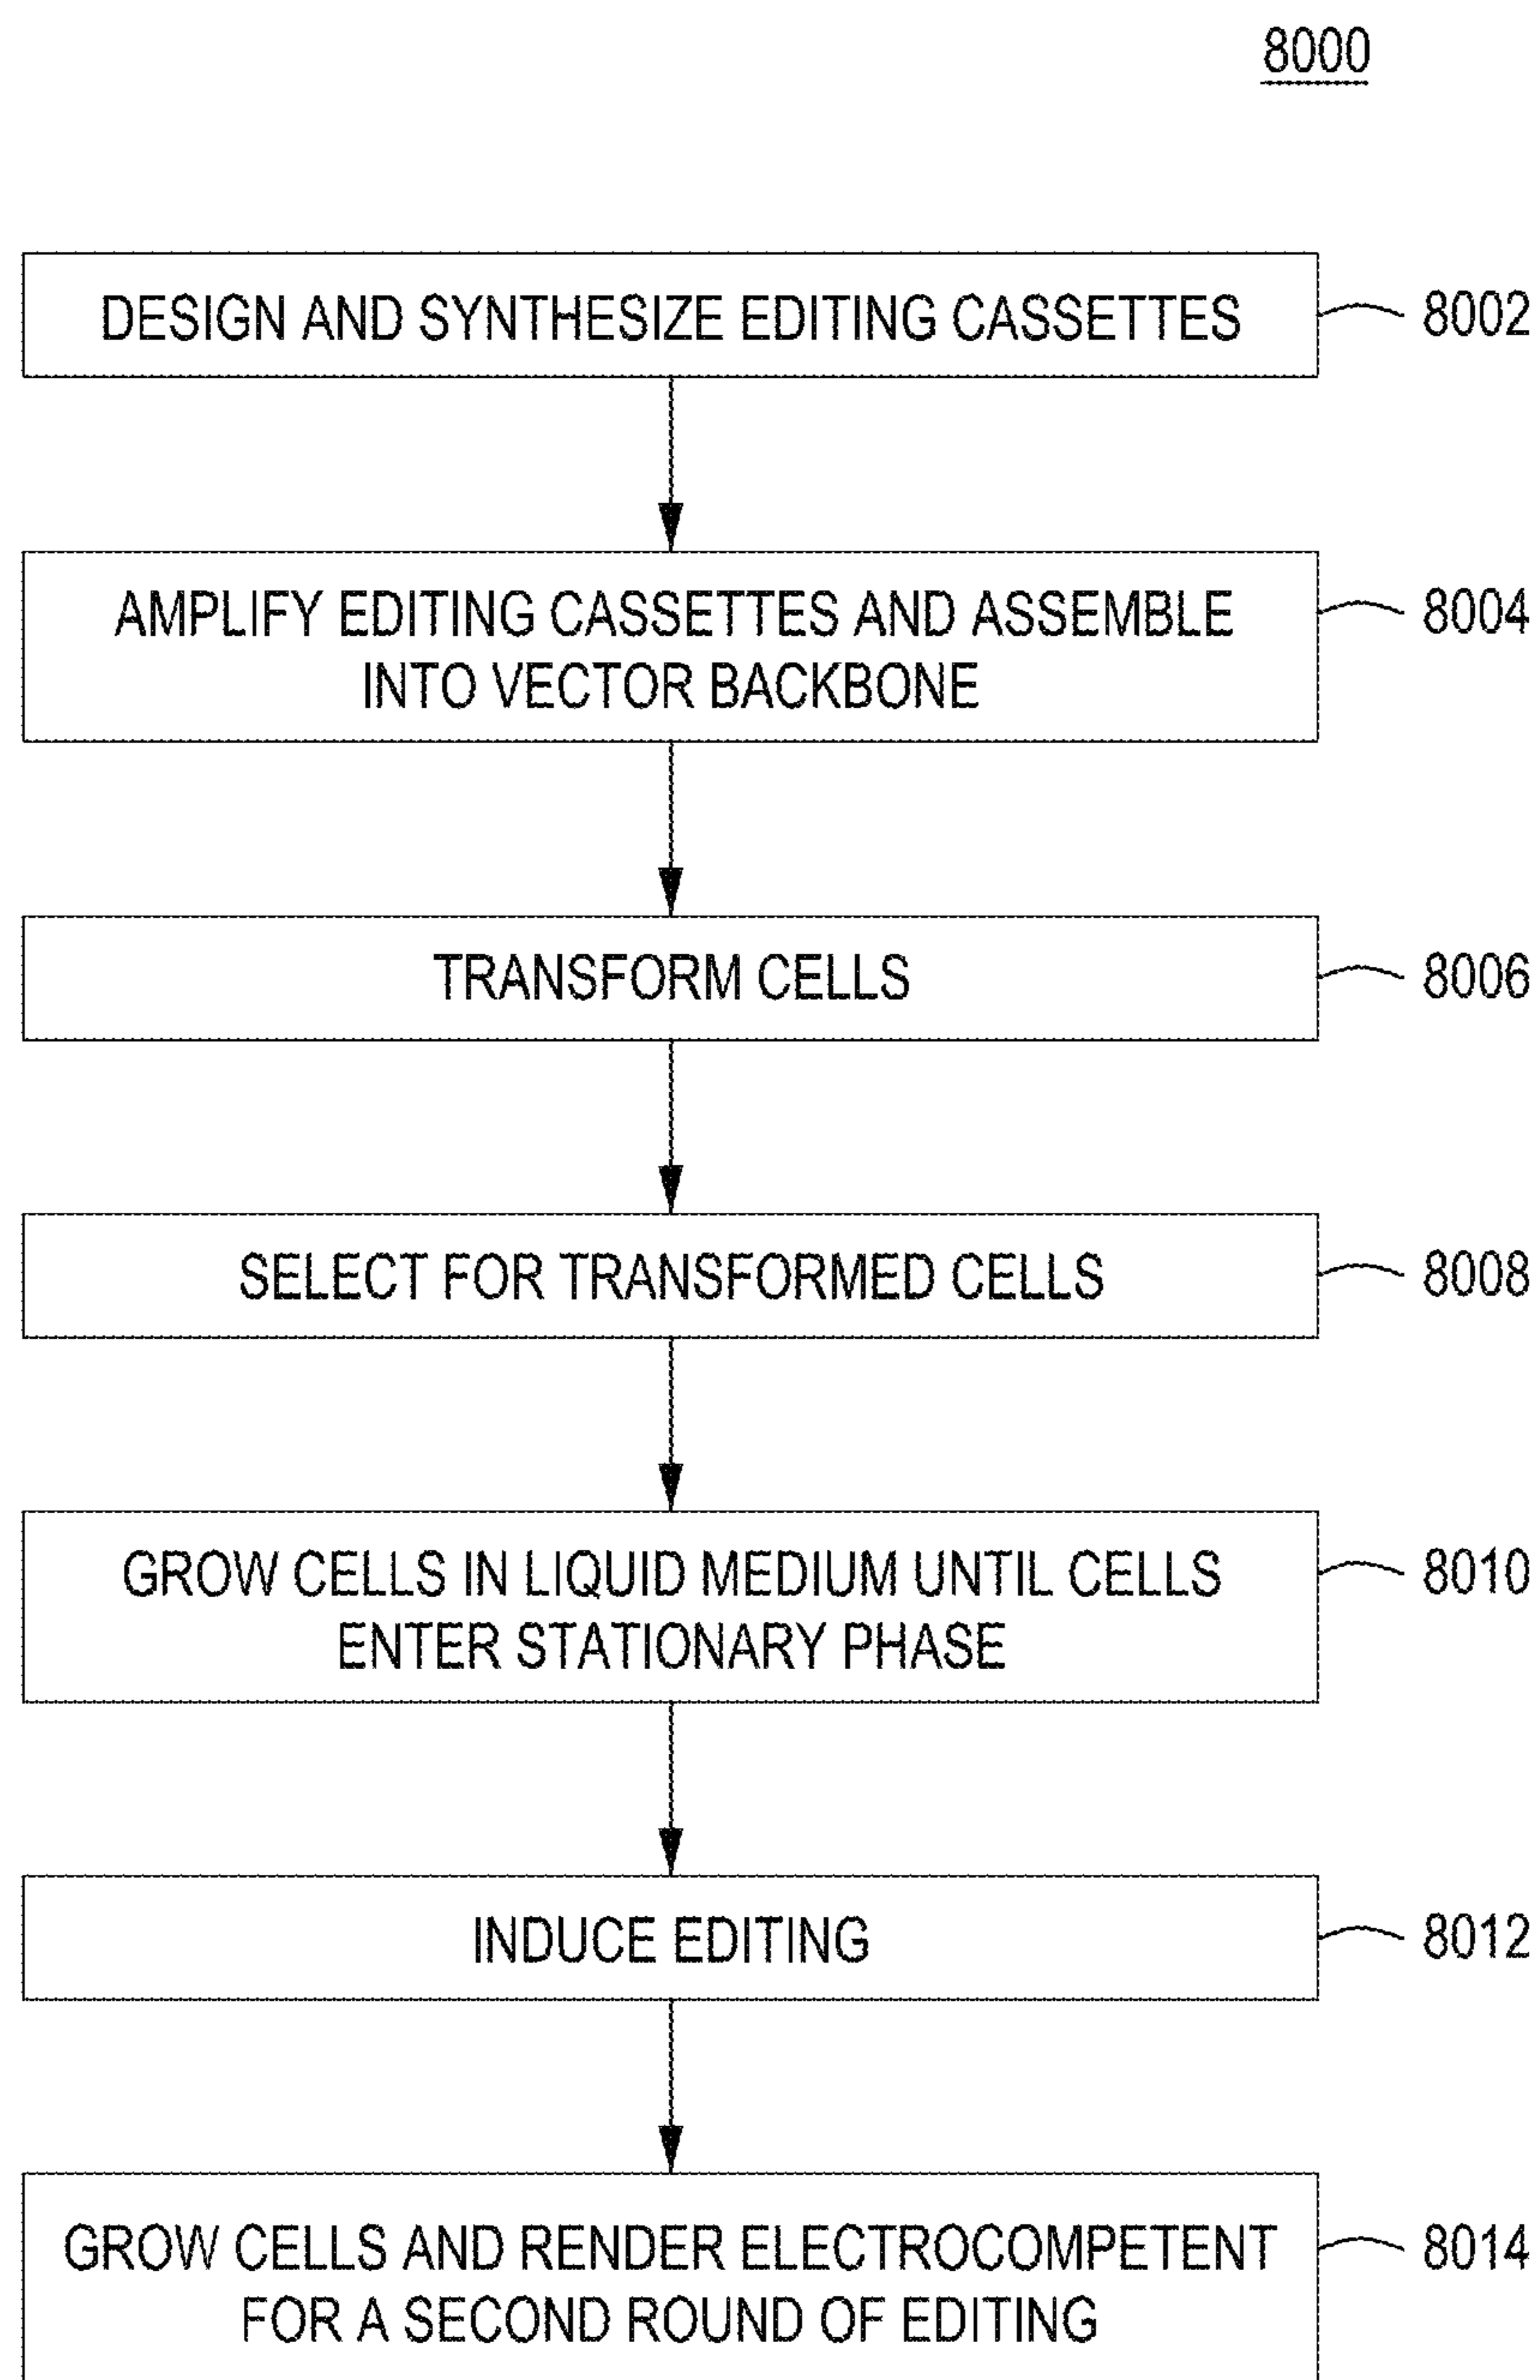 8000
DESIGN AND SYNTHESIZE EDITING CASSETTES
8002
AMPLIFY EDITING CASSETTES AND ASSEMBLE
INTO VECTOR BACKBONE
8004
TRANSFORM CELLS
8006
SELECT FOR TRANSFORMED CELLS
8008
GROW CELLS IN LIQUID MEDIUM UNTIL CELLS
ENTER STATIONARY PHASE
8010
INDUCE EDITING
8012
GROW CELLS AND RENDER ELECTROCOMPETENT
FOR A SECOND ROUND OF EDITING
8014